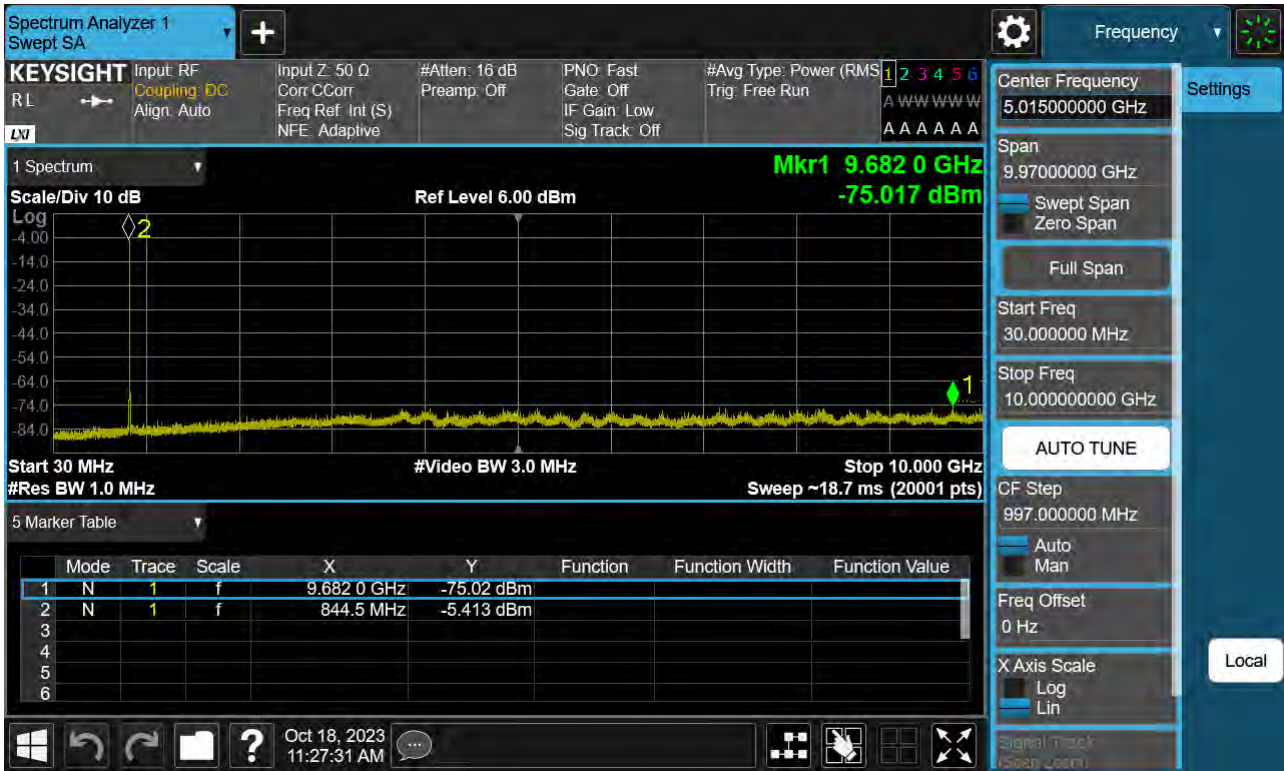 Spectrum Analyzer 1
Swept SA
+
Frequency
KEYSIGHT
RL
LXI
Input: RF
Coupling: DC
Align: Auto
Input Z: 50 Ω
Corr CCorr
Freq Ref: Int (S)
NFE: Adaptive
#Atten: 16 dB
Preamp: Off
PNO: Fast
Gate: Off
IF Gain: Low
Sig Track: Off
#Avg Type: Power (RMS
Trig: Free Run
1 2 3 4 5 6
A W W W W W
A A A A A A
1 Spectrum
Mkr1 9.682 0 GHz
-75.017 dBm
Scale/Div 10 dB
Ref Level 6.00 dBm
Log
-4.00
-14.0
-24.0
-34.0
-44.0
-54.0
-64.0
-74.0
-84.0
2
1
Start 30 MHz
#Video BW 3.0 MHz
Stop 10.000 GHz
#Res BW 1.0 MHz
Sweep ~18.7 ms (20001 pts)
5 Marker Table
Mode Trace Scale X Y Function Function Width Function Value
1 N 1 f 9.682 0 GHz -75.02 dBm
2 N 1 f 844.5 MHz -5.413 dBm
3
4
5
6
Center Frequency
5.015000000 GHz
Span
9.97000000 GHz
Swept Span
Zero Span
Full Span
Start Freq
30.000000 MHz
Stop Freq
10.000000000 GHz
AUTO TUNE
CF Step
997.000000 MHz
Auto
Man
Freq Offset
0 Hz
X Axis Scale
Log
Lin
Signal Track
(Span Zoom)
Settings
Local
?
Oct 18, 2023
11:27:31 AM